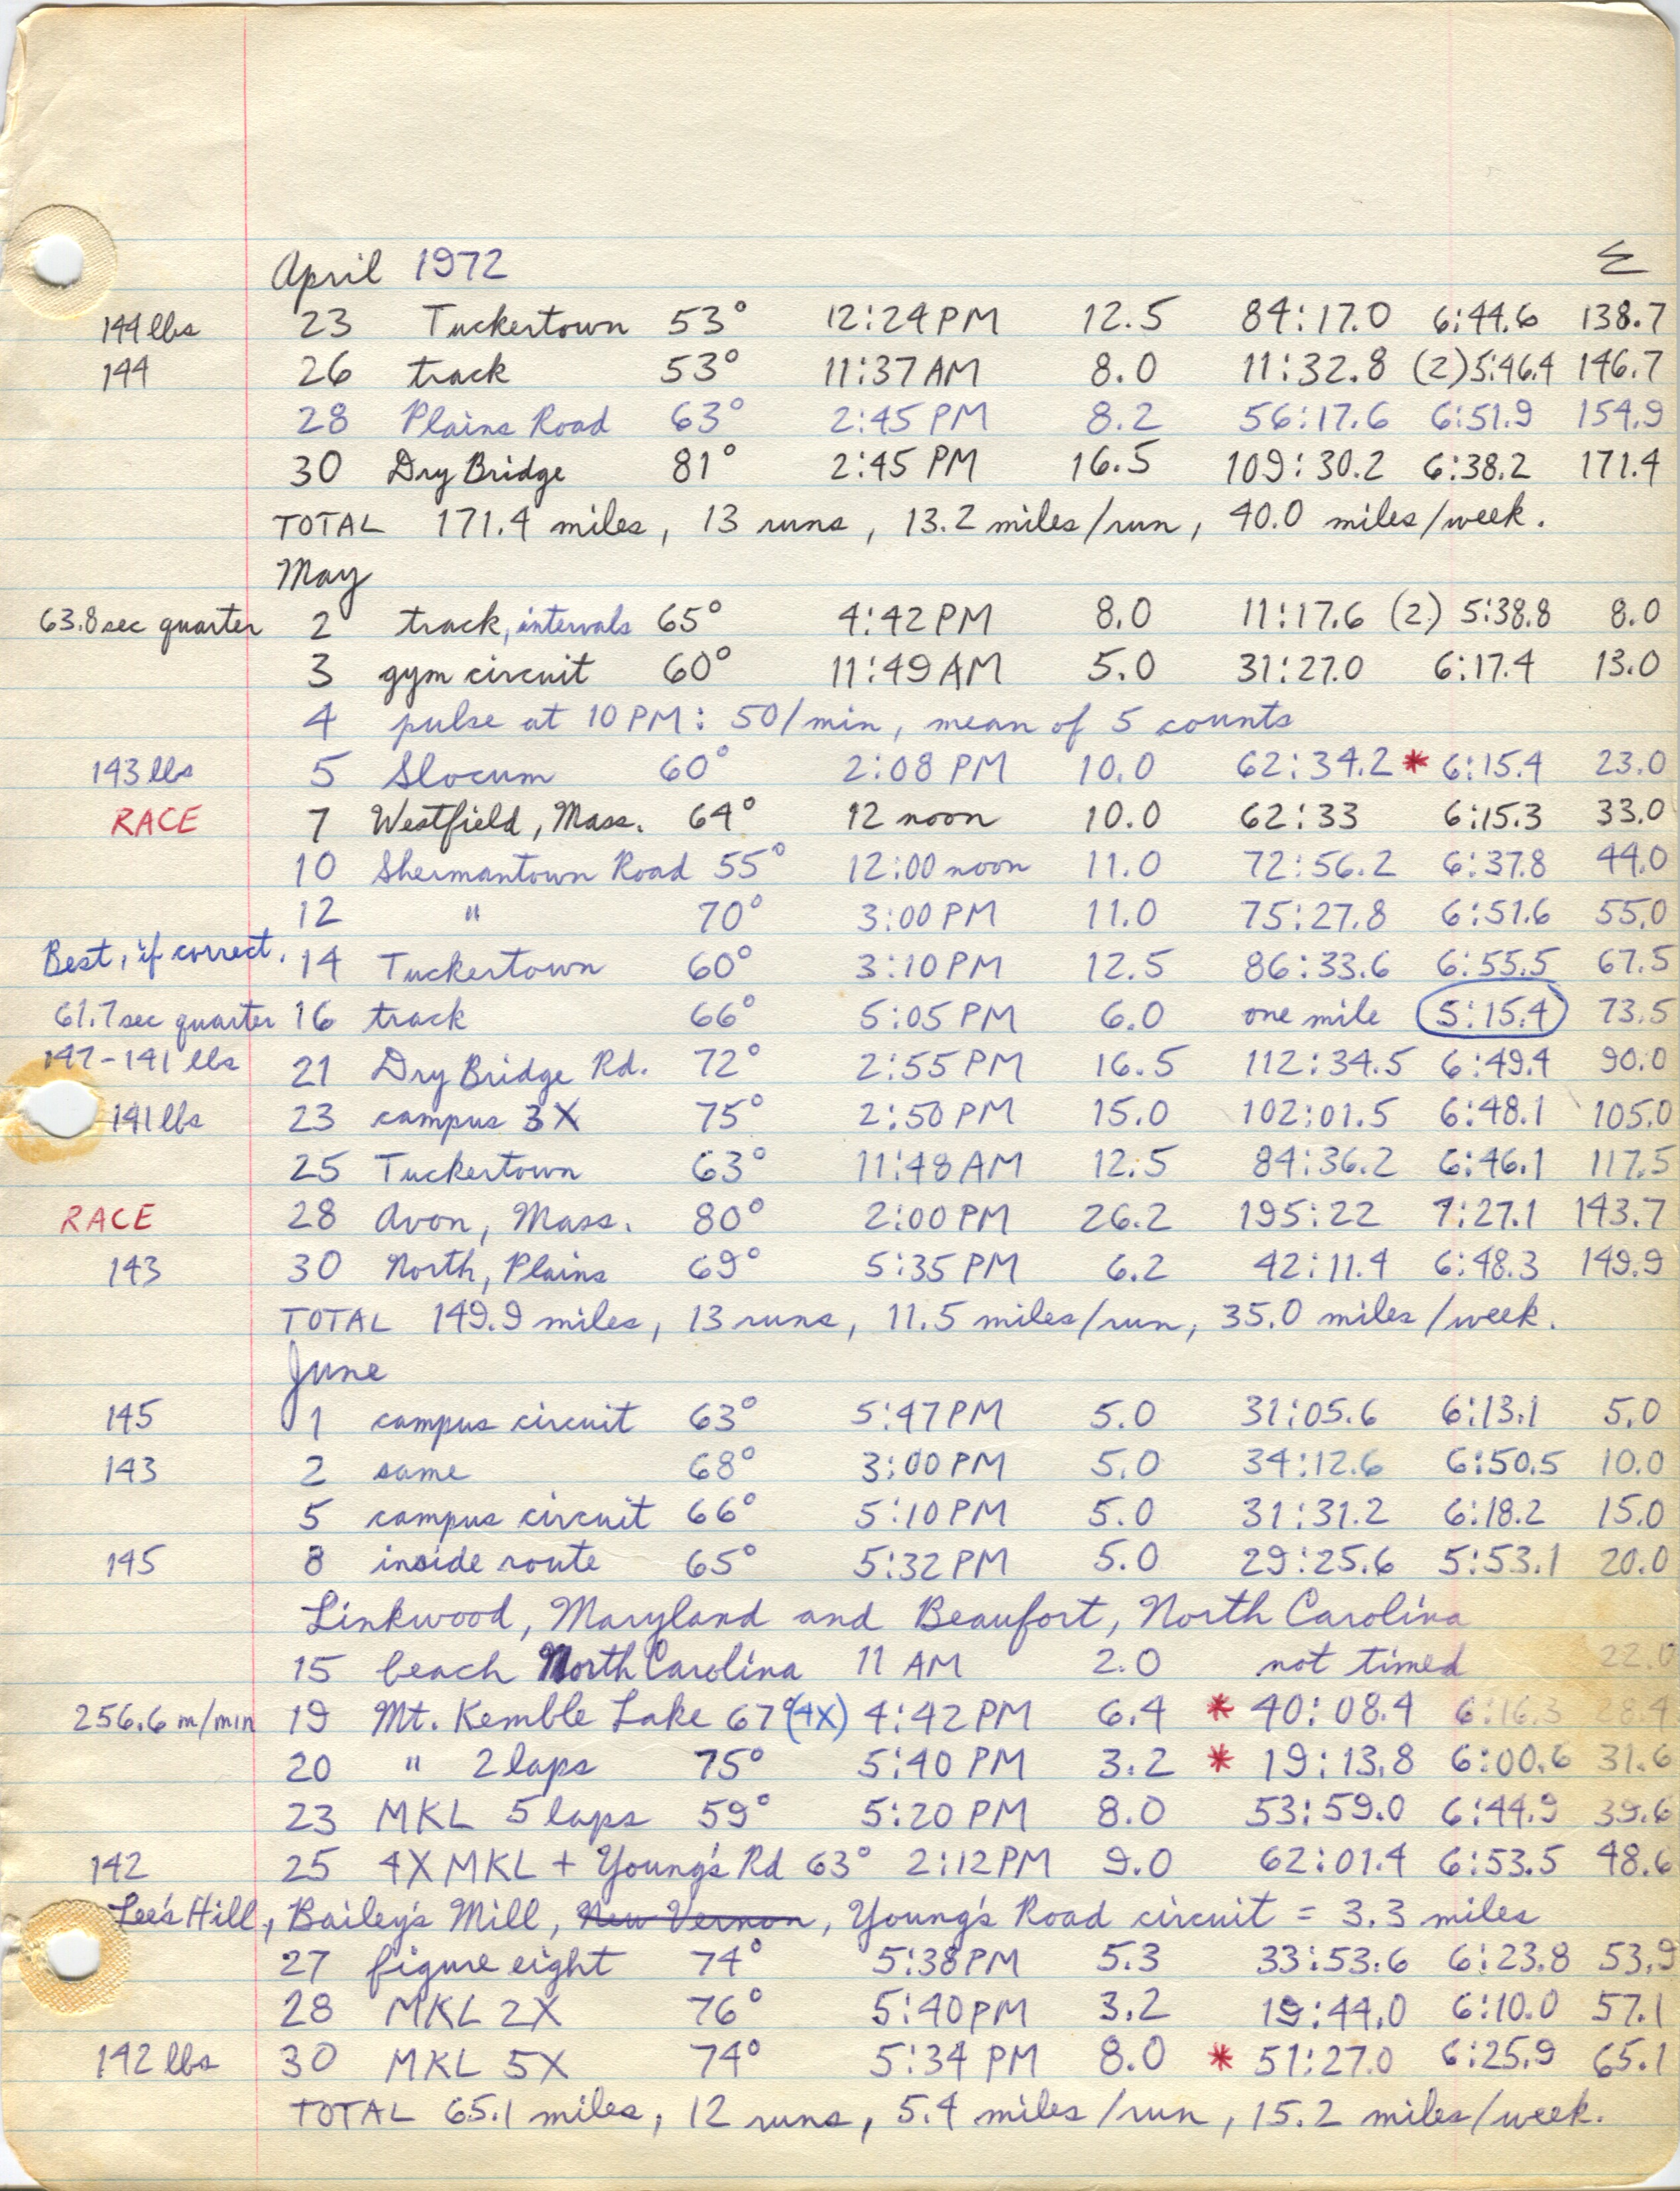 April 1972 Σ
144 lbs 23 Tuckertown 53° 12:24 PM 12.5 84:17.0 6:44.6 138.7
144 26 track 53° 11:37 AM 8.0 11:32.8 (2) 5:46.4 146.7
28 Plains Road 63° 2:45 PM 8.2 56:17.6 6:51.9 154.9
30 Dry Bridge 81° 2:45 PM 16.5 109:30.2 6:38.2 171.4
TOTAL 171.4 miles, 13 runs, 13.2 miles/run, 40.0 miles/week.
May
63.8 sec quarter 2 track, intervals 65° 4:42 PM 8.0 11:17.6 (2) 5:38.8 8.0
3 gym circuit 60° 11:49 AM 5.0 31:27.0 6:17.4 13.0
4 pulse at 10 PM: 50/min, mean of 5 counts
143 lbs 5 Slocum 60° 2:08 PM 10.0 62:34.2 * 6:15.4 23.0
RACE 7 Westfield, Mass. 64° 12 noon 10.0 62:33 6:15.3 33.0
10 Shermantown Road 55° 12:00 noon 11.0 72:56.2 6:37.8 44.0
12 " 70° 3:00 PM 11.0 75:27.8 6:51.6 55.0
Best, if correct. 14 Tuckertown 60° 3:10 PM 12.5 86:33.6 6:55.5 67.5
61.7 sec quarter 16 track 66° 5:05 PM 6.0 one mile 5:15.4 73.5
147-141 lbs 21 Dry Bridge Rd. 72° 2:55 PM 16.5 112:34.5 6:49.4 90.0
141 lbs 23 campus 3X 75° 2:50 PM 15.0 102:01.5 6:48.1 105.0
25 Tuckertown 63° 11:48 AM 12.5 84:36.2 6:46.1 117.5
RACE 28 Avon, Mass. 80° 2:00 PM 26.2 195:22 7:27.1 143.7
143 30 North, Plains 69° 5:35 PM 6.2 42:11.4 6:48.3 149.9
TOTAL 149.9 miles, 13 runs, 11.5 miles/run, 35.0 miles/week.
June
145 1 campus circuit 63° 5:47 PM 5.0 31:05.6 6:13.1 5.0
143 2 same 68° 3:00 PM 5.0 34:12.6 6:50.5 10.0
5 campus circuit 66° 5:10 PM 5.0 31:31.2 6:18.2 15.0
145 8 inside route 65° 5:32 PM 5.0 29:25.6 5:53.1 20.0
Linkwood, Maryland and Beaufort, North Carolina
15 beach North Carolina 11 AM 2.0 not timed 22.0
256.6 m/min 19 Mt. Kemble Lake 67° (4X) 4:42 PM 6.4 * 40:08.4 6:16.3 28.4
20 " 2 laps 75° 5:40 PM 3.2 * 19:13.8 6:00.6 31.6
23 MKL 5 laps 59° 5:20 PM 8.0 53:59.0 6:44.9 39.6
142 25 4X MKL + Young's Rd 63° 2:12 PM 9.0 62:01.4 6:53.5 48.6
Lee's Hill, Bailey's Mill, New Vernon, Young's Road circuit = 3.3 miles
27 figure eight 74° 5:38 PM 5.3 33:53.6 6:23.8 53.9
28 MKL 2X 76° 5:40 PM 3.2 19:44.0 6:10.0 57.1
142 lbs 30 MKL 5X 74° 5:34 PM 8.0 * 51:27.0 6:25.9 65.1
TOTAL 65.1 miles, 12 runs, 5.4 miles/run, 15.2 miles/week.